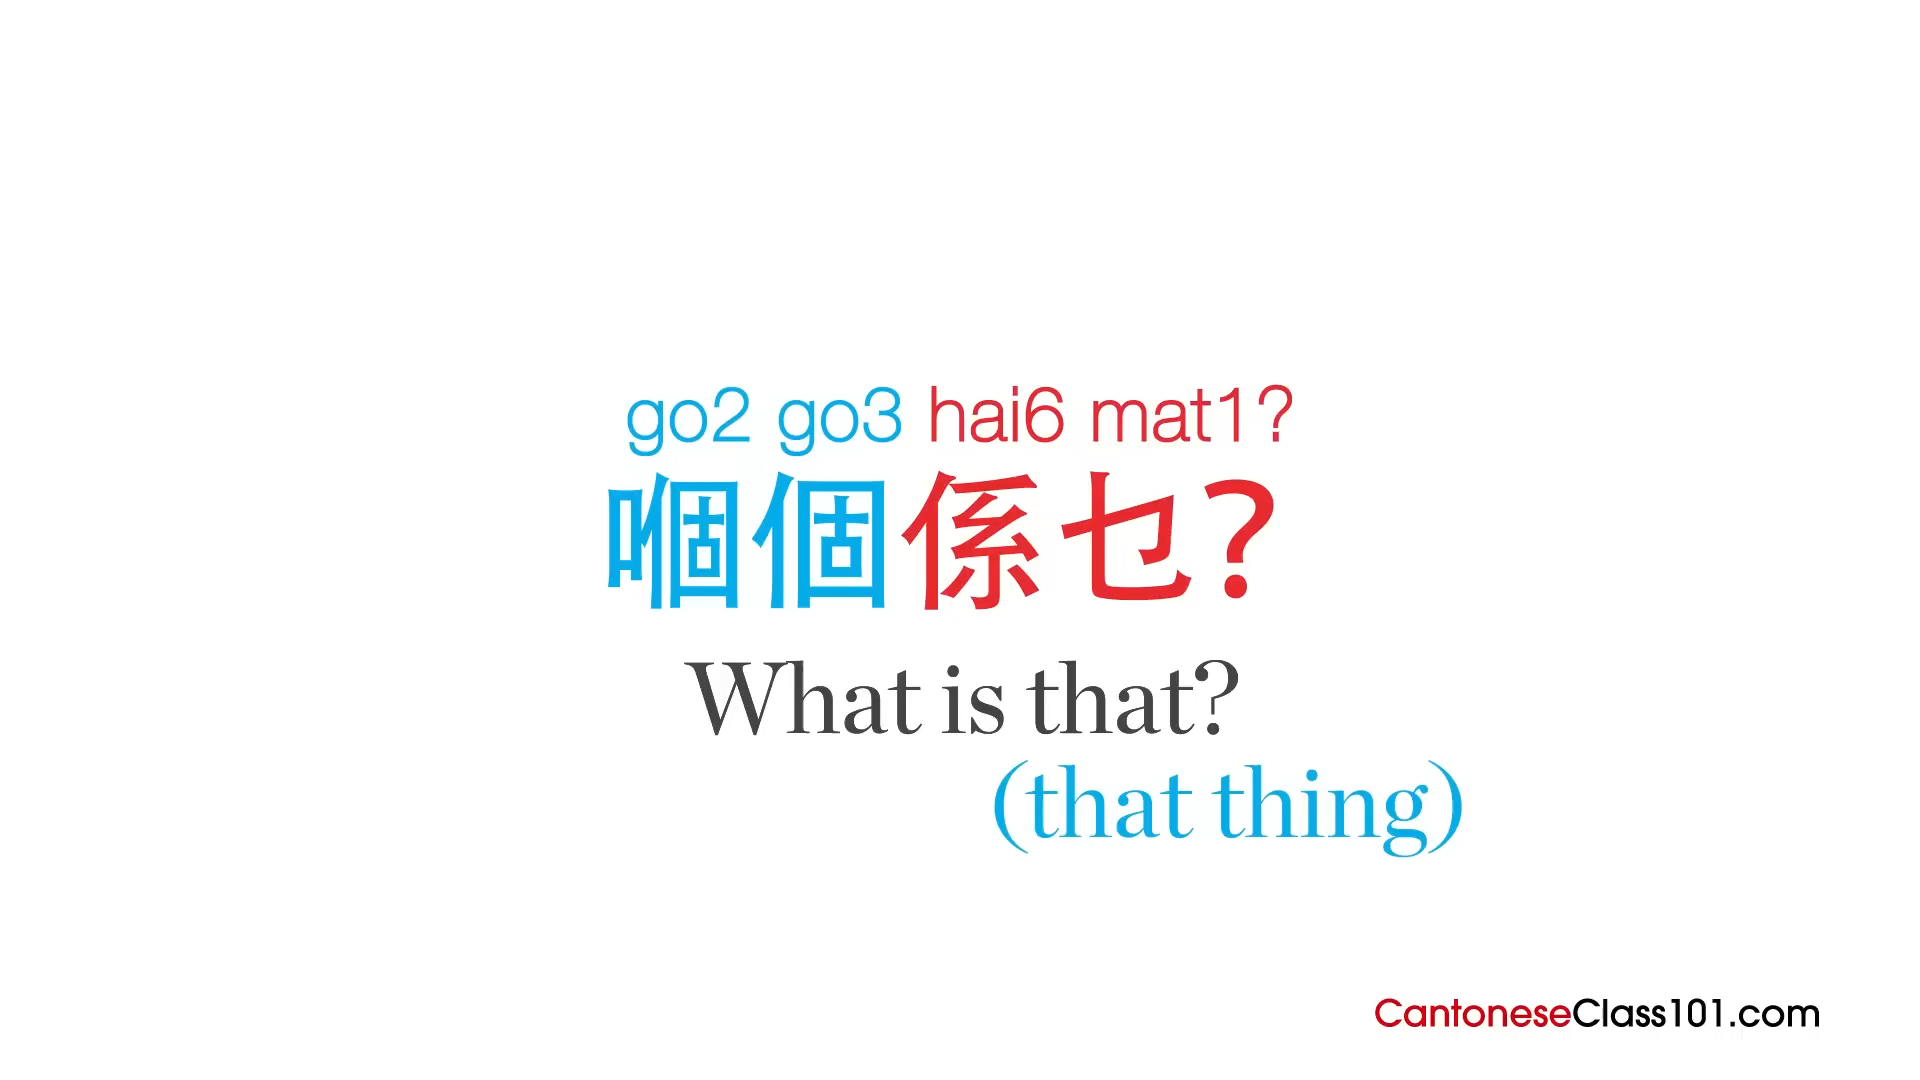 go2 go3 hai6 mat1?
嗰個係乜?
What is that?
(that thing)
CantoneseClass101.com